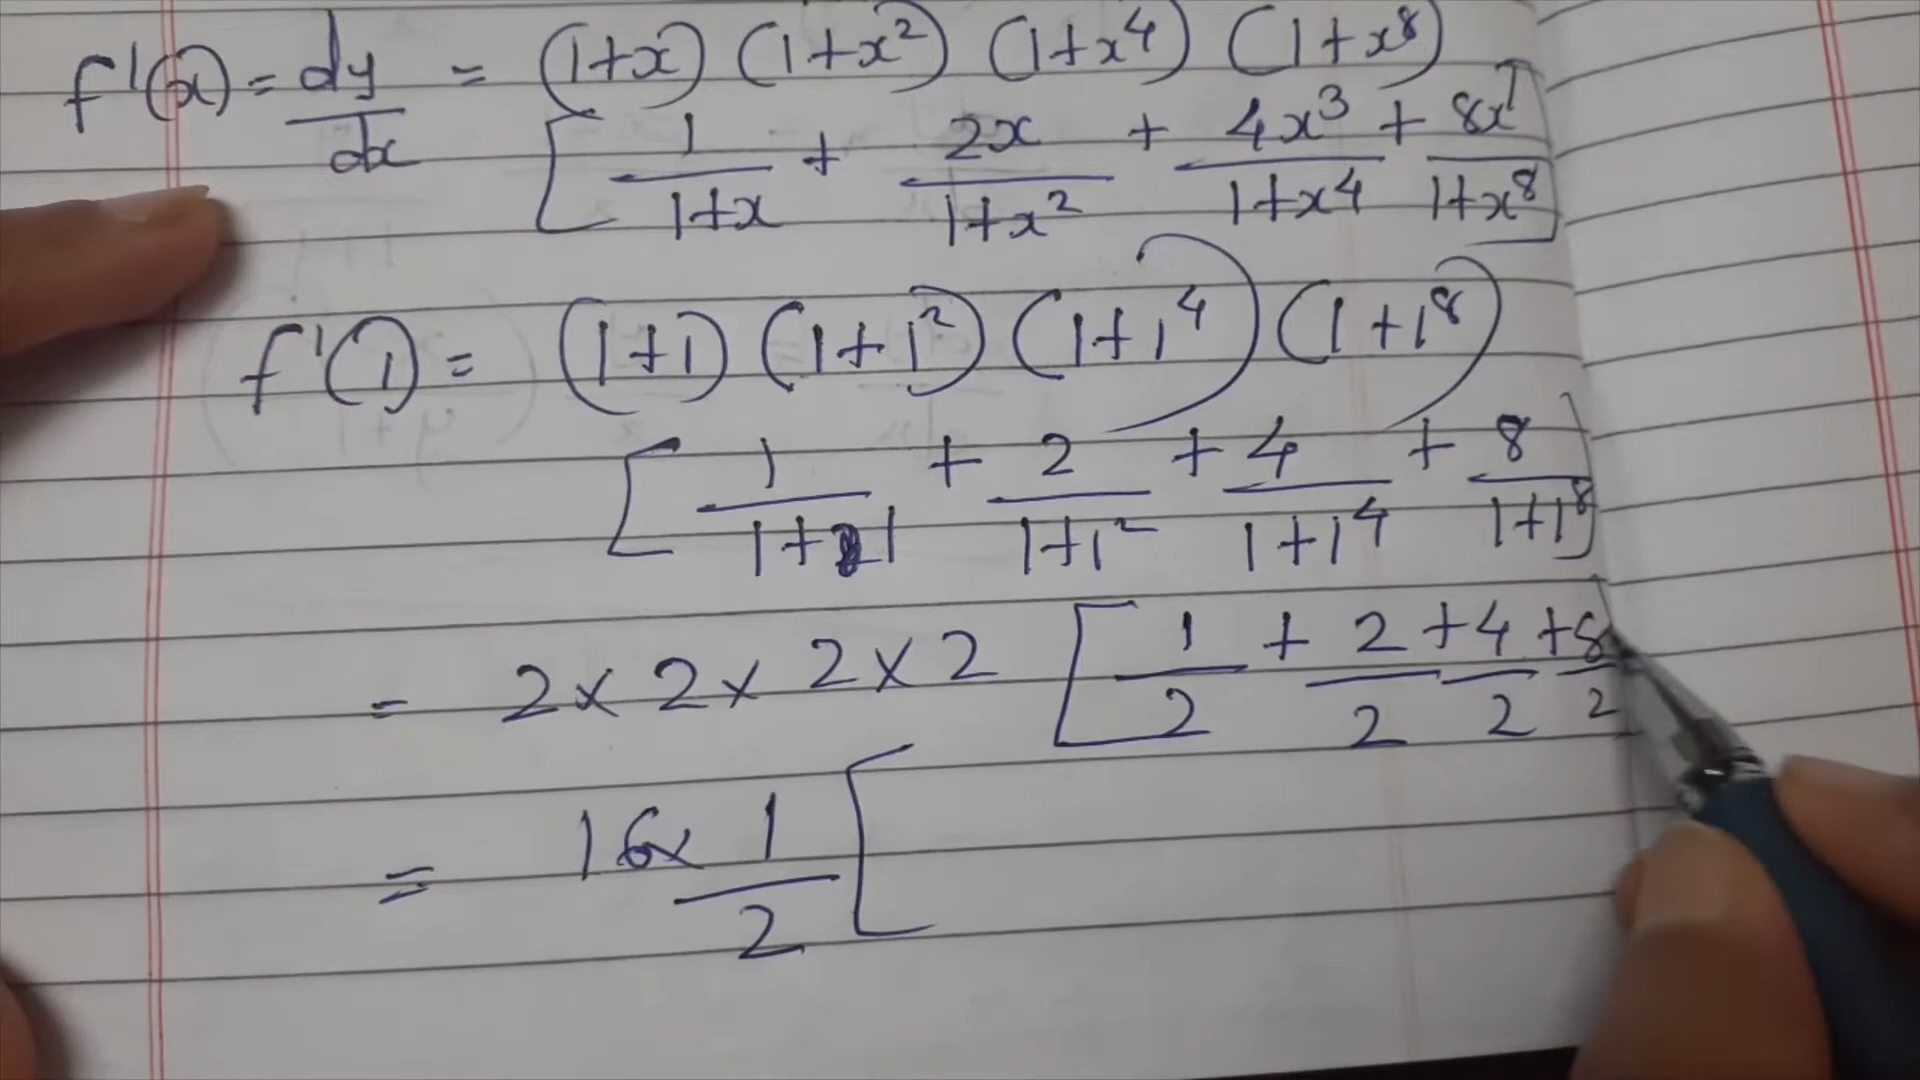 f'(x) = dy/dx = (1+x) (1+x²) (1+x⁴) (1+x⁸)
[ 1/(1+x) + 2x/(1+x²) + 4x³/(1+x⁴) + 8x⁷/(1+x⁸) ]
f'(1) = (1+1) (1+1²) (1+1⁴) (1+1⁸)
[ 1/(1+1) + 2/(1+1²) + 4/(1+1⁴) + 8/(1+1⁸) ]
= 2 × 2 × 2 × 2 [ 1/2 + 2/2 + 4/2 + 8/2
= 16 × 1/2 [